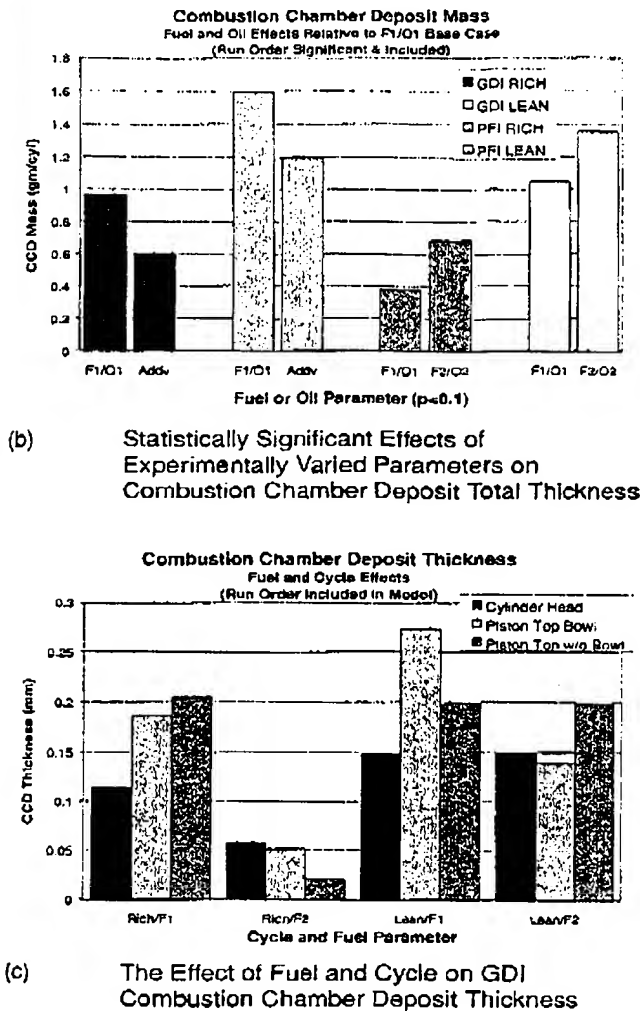 Combustion Chamber Deposit Mass
Fuel and Oil Effects Relative to F1/O1 Base Case
(Run Order Significant & Included)
CCD Mass (gm/cyl)
1.8
1.6
1.4
1.2
1
0.8
0.6
0.4
0.2
0
GDI RICH
GDI LEAN
PFI RICH
PFI LEAN
F1/O1 Addv F1/O1 Addv F1/O1 F2/O2 F1/O1 F2/O2
Fuel or Oil Parameter (p<0.1)
(b) Statistically Significant Effects of
Experimentally Varied Parameters on
Combustion Chamber Deposit Total Thickness
Combustion Chamber Deposit Thickness
Fuel and Cycle Effects
(Run Order Included in Model)
CCD Thickness (mm)
0.3
0.25
0.2
0.15
0.1
0.05
0
Cylinder Head
Piston Top Bowl
Piston Top w/o Bowl
Rich/F1 Rich/F2 Lean/F1 Lean/F2
Cycle and Fuel Parameter
(c) The Effect of Fuel and Cycle on GDI
Combustion Chamber Deposit Thickness